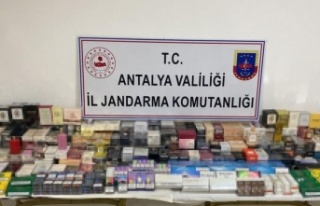 T.C.
ANTALYA VALİLİĞİ
İL JANDARMA KOMUTANLIĞI